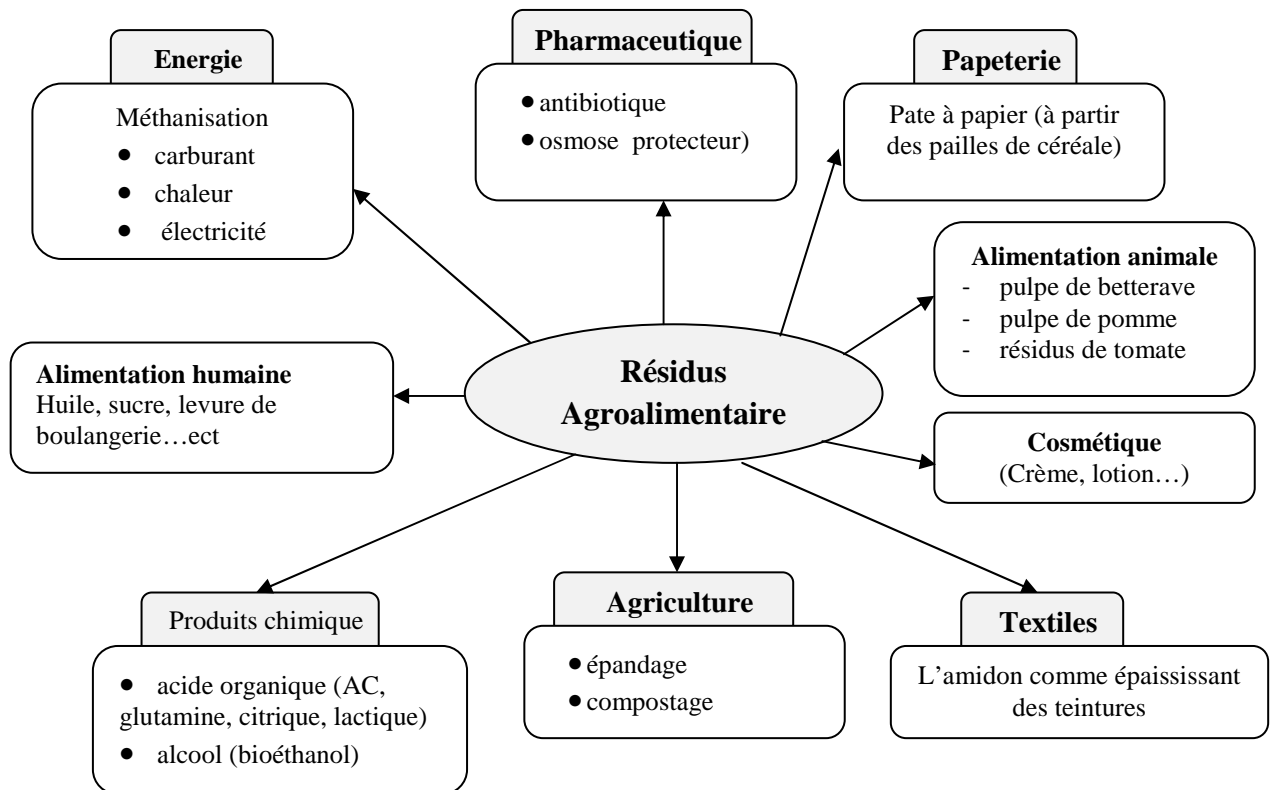 Energie
Méthanisation
● carburant
● chaleur
● électricité
Pharmaceutique
● antibiotique
● osmose protecteur)
Papeterie
Pate à papier (à partir
des pailles de céréale)
Alimentation animale
- pulpe de betterave
- pulpe de pomme
- résidus de tomate
Alimentation humaine
Huile, sucre, levure de
boulangerie…ect
Résidus
Agroalimentaire
Cosmétique
(Crème, lotion…)
Produits chimique
● acide organique (AC,
glutamine, citrique, lactique)
● alcool (bioéthanol)
Agriculture
● épandage
● compostage
Textiles
L’amidon comme épaississant
des teintures